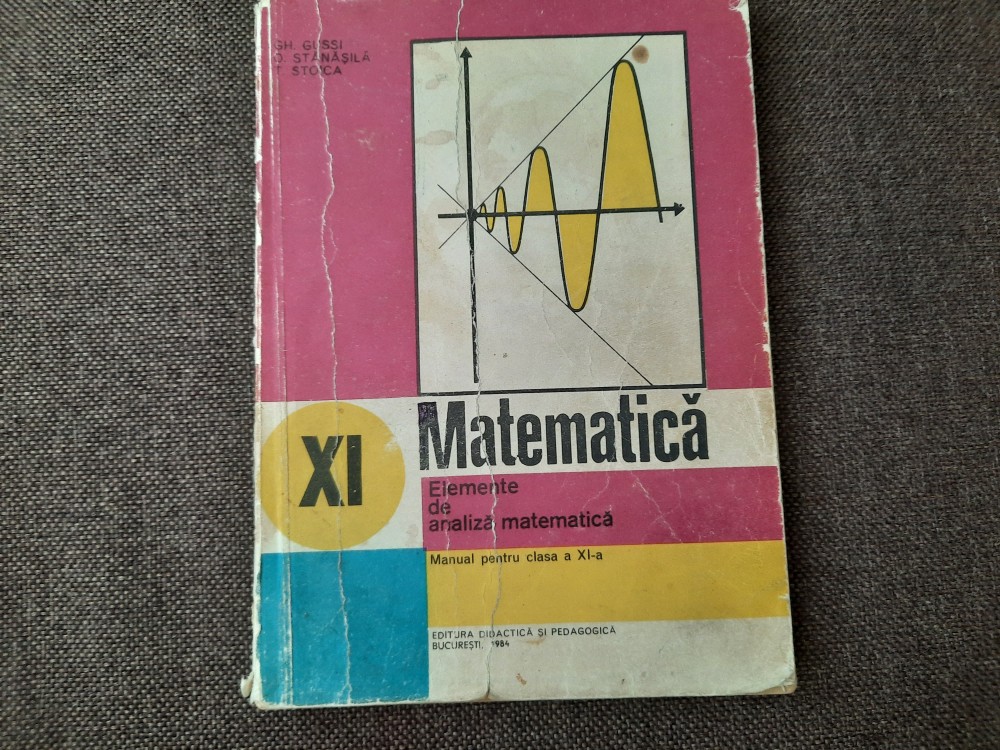 GH. GUSSI
O. STĂNĂȘILĂ
T. STOICA
XI
Matematică
Elemente
de
analiză matematică
Manual pentru clasa a XI-a
EDITURA DIDACTICĂ ȘI PEDAGOGICĂ
BUCUREȘTI, 1984